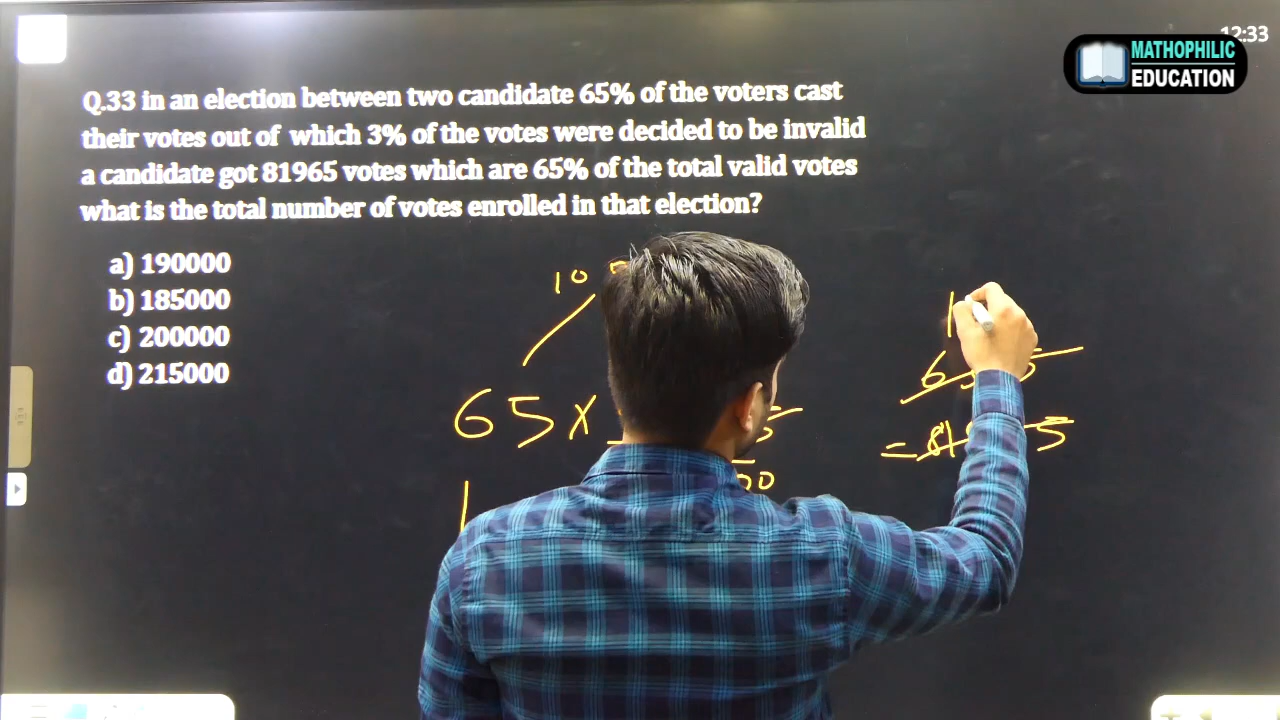 12:33
MATHOPHILIC
EDUCATION
Q.33 in an election between two candidate 65% of the voters cast
their votes out of which 3% of the votes were decided to be invalid
a candidate got 81965 votes which are 65% of the total valid votes
what is the total number of votes enrolled in that election?
a) 190000
b) 185000
c) 200000
d) 215000
10
65 X